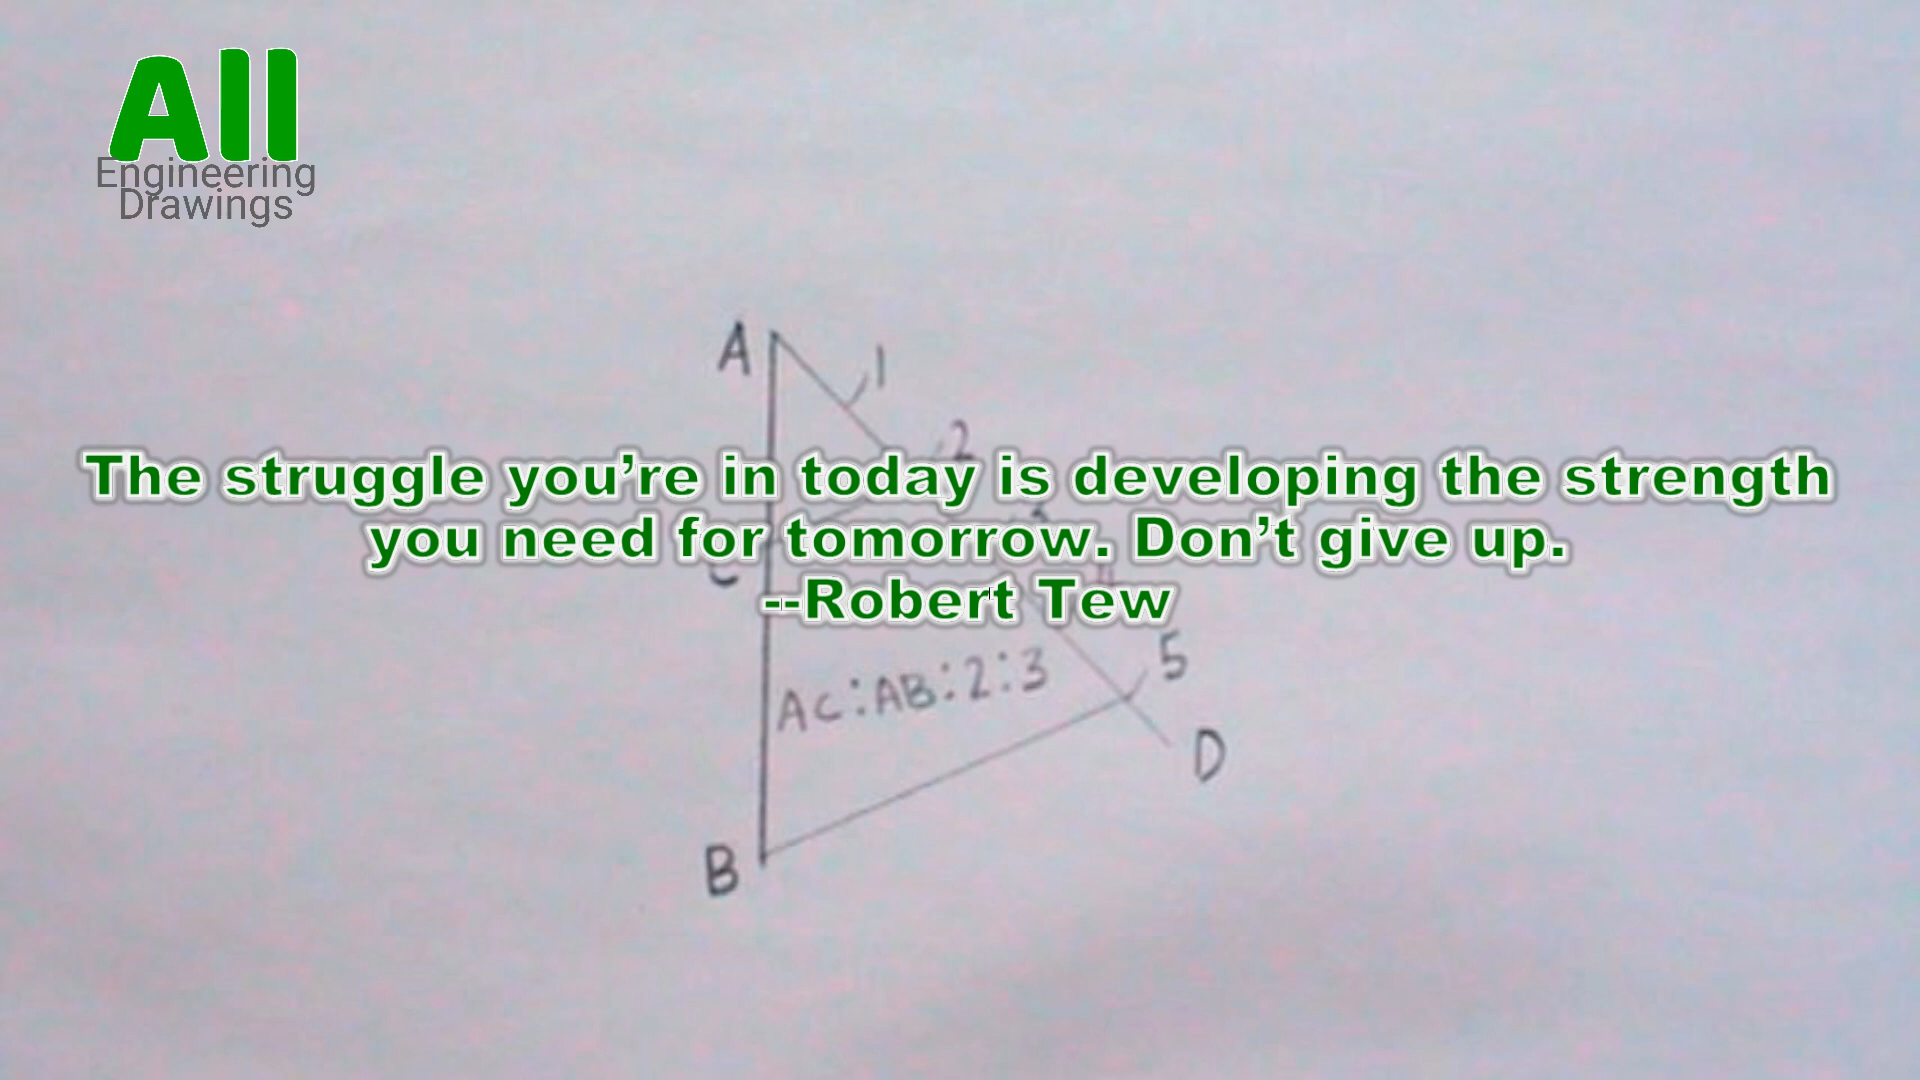 All
Engineering
Drawings
A
1
2
The struggle you’re in today is developing the strength
you need for tomorrow. Don’t give up.
--Robert Tew
5
AC:AB:2:3
D
B